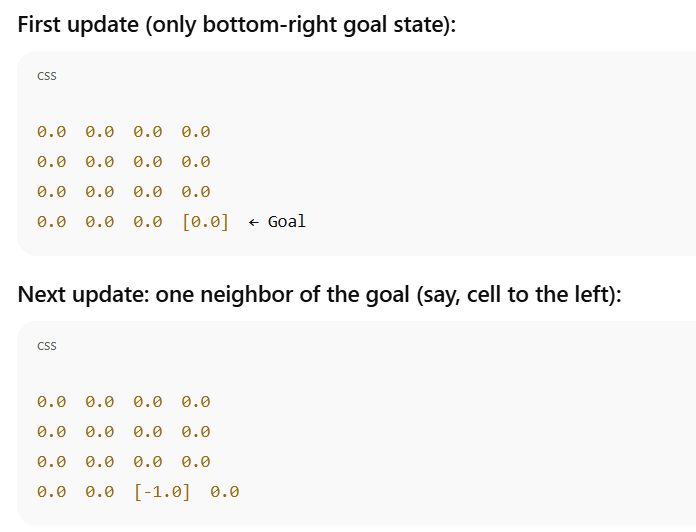 First update (only bottom-right goal state):
css
0.0 0.0 0.0 0.0
0.0 0.0 0.0 0.0
0.0 0.0 0.0 0.0
0.0 0.0 0.0 [0.0] ← Goal
Next update: one neighbor of the goal (say, cell to the left):
css
0.0 0.0 0.0 0.0
0.0 0.0 0.0 0.0
0.0 0.0 0.0 0.0
0.0 0.0 [-1.0] 0.0